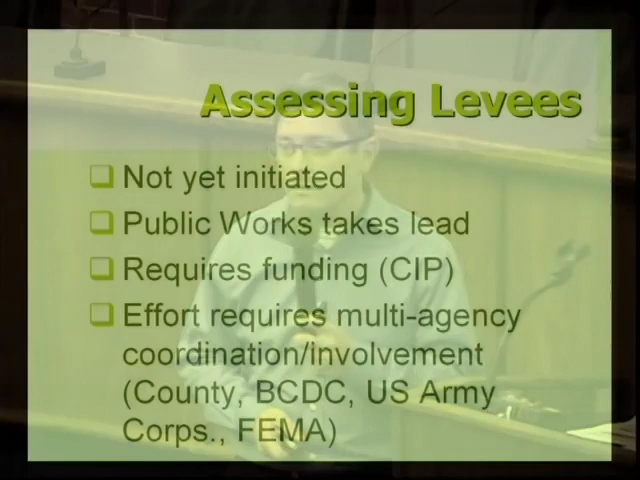 Assessing Levees
Not yet initiated
Public Works takes lead
Requires funding (CIP)
Effort requires multi-agency
coordination/involvement
(County, BCDC, US Army
Corps., FEMA)